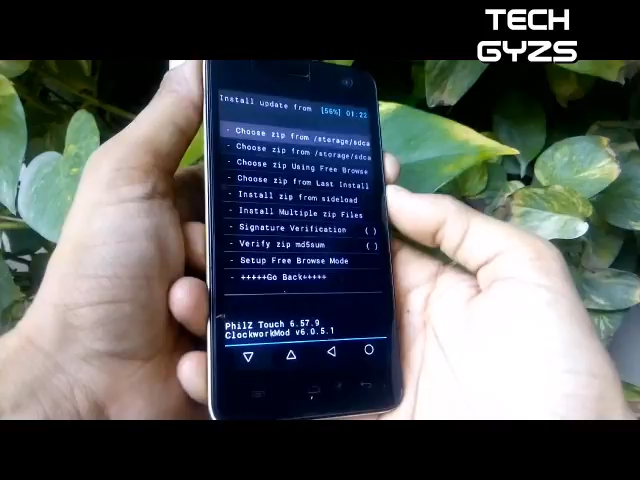 TECH
GYZS
Install update from [56%] 01:22
- Choose zip from /storage/sdca
- Choose zip from /storage/sdca
- Choose zip Using Free Browse
- Choose zip from Last Install
- Install zip from sideload
- Install Multiple zip Files
- Signature Verification ( )
- Verify zip md5sum ( )
- Setup Free Browse Mode
- +++++Go Back+++++
PhilZ Touch 6.57.9
ClockworkMod v6.0.5.1